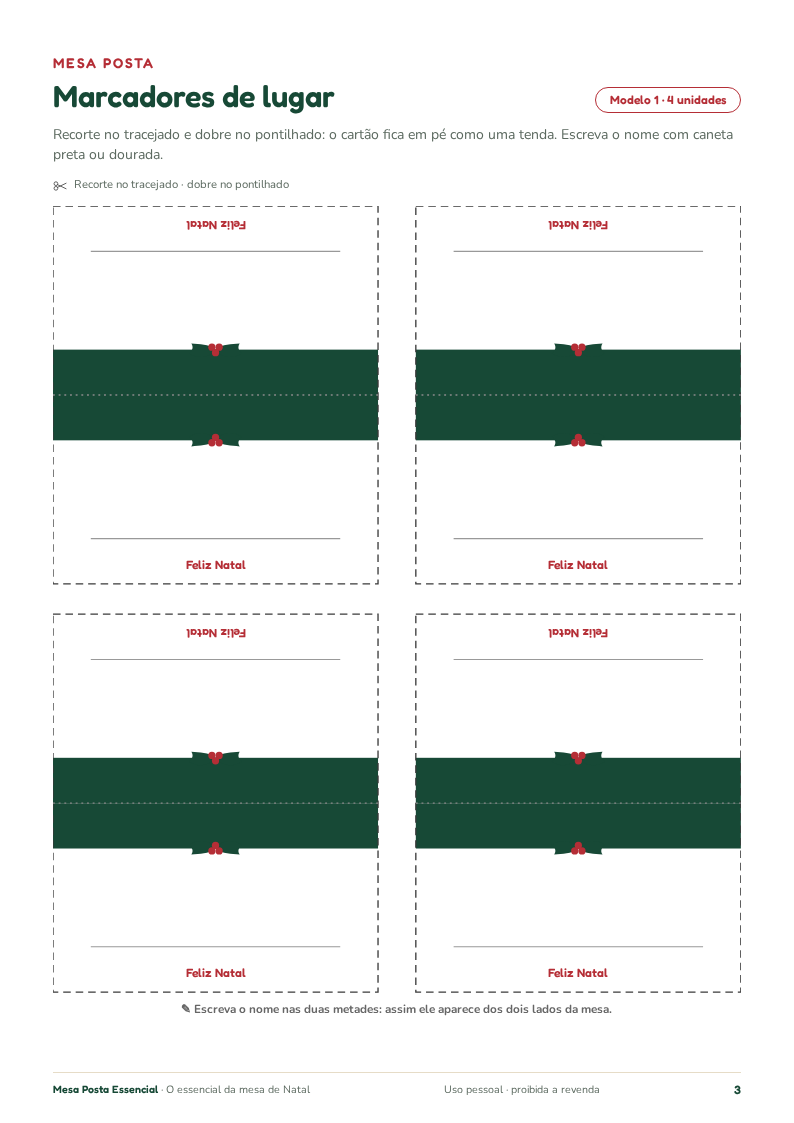 MESA POSTA
Marcadores de lugar
Modelo 1 · 4 unidades
Recorte no tracejado e dobre no pontilhado: o cartão fica em pé como uma tenda. Escreva o nome com caneta
preta ou dourada.
Recorte no tracejado · dobre no pontilhado
Feliz Natal
Feliz Natal
Feliz Natal
Feliz Natal
Feliz Natal
Feliz Natal
Feliz Natal
Feliz Natal
✎ Escreva o nome nas duas metades: assim ele aparece dos dois lados da mesa.
Mesa Posta Essencial · O essencial da mesa de Natal
Uso pessoal · proibida a revenda
3